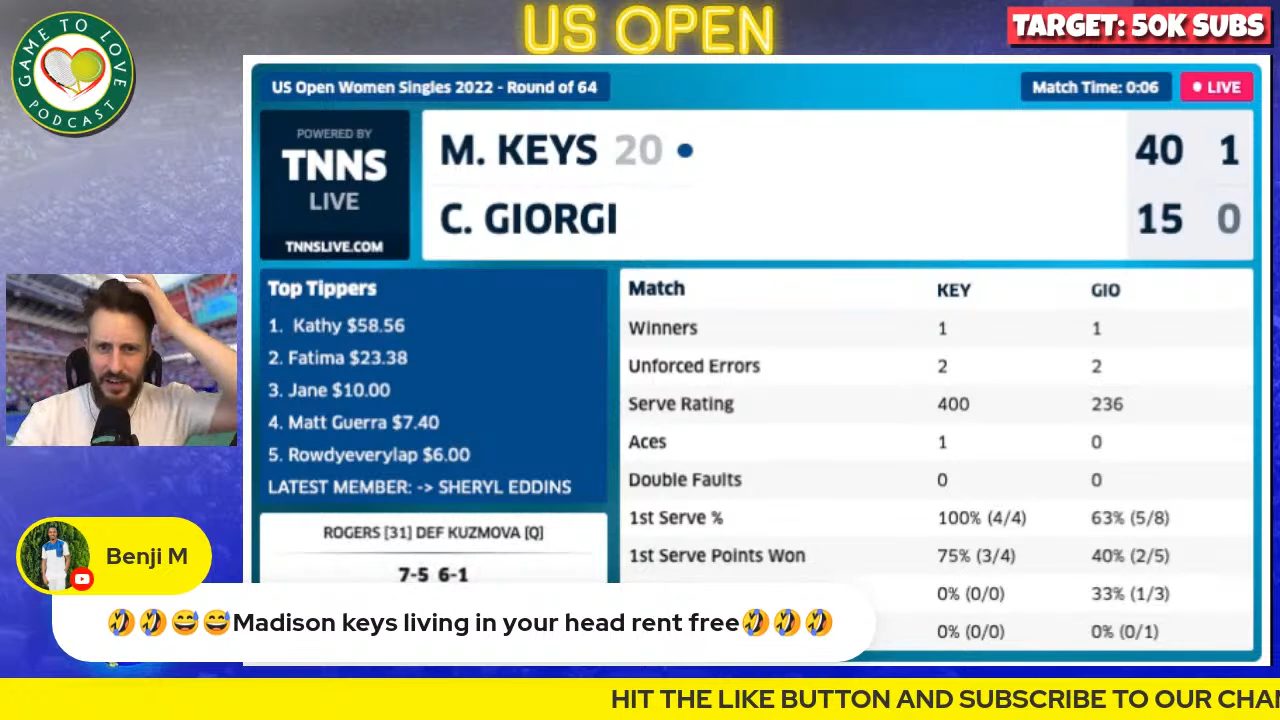 GAME TO LOVE
PODCAST
US OPEN
TARGET: 50K SUBS
US Open Women Singles 2022 - Round of 64
Match Time: 0:06
LIVE
POWERED BY
TNNS
LIVE
TNNSLIVE.COM
M. KEYS 20 40 1
C. GIORGI 15 0
Top Tippers
1. Kathy $58.56
2. Fatima $23.38
3. Jane $10.00
4. Matt Guerra $7.40
5. Rowdyeverylap $6.00
LATEST MEMBER: -> SHERYL EDDINS
ROGERS [31] DEF KUZMOVA [Q]
7-5 6-1
Match KEY GIO
Winners 1 1
Unforced Errors 2 2
Serve Rating 400 236
Aces 1 0
Double Faults 0 0
1st Serve % 100% (4/4) 63% (5/8)
1st Serve Points Won 75% (3/4) 40% (2/5)
0% (0/0) 33% (1/3)
0% (0/0) 0% (0/1)
Benji M
🤣🤣😅😅Madison keys living in your head rent free🤣🤣🤣
HIT THE LIKE BUTTON AND SUBSCRIBE TO OUR CHA